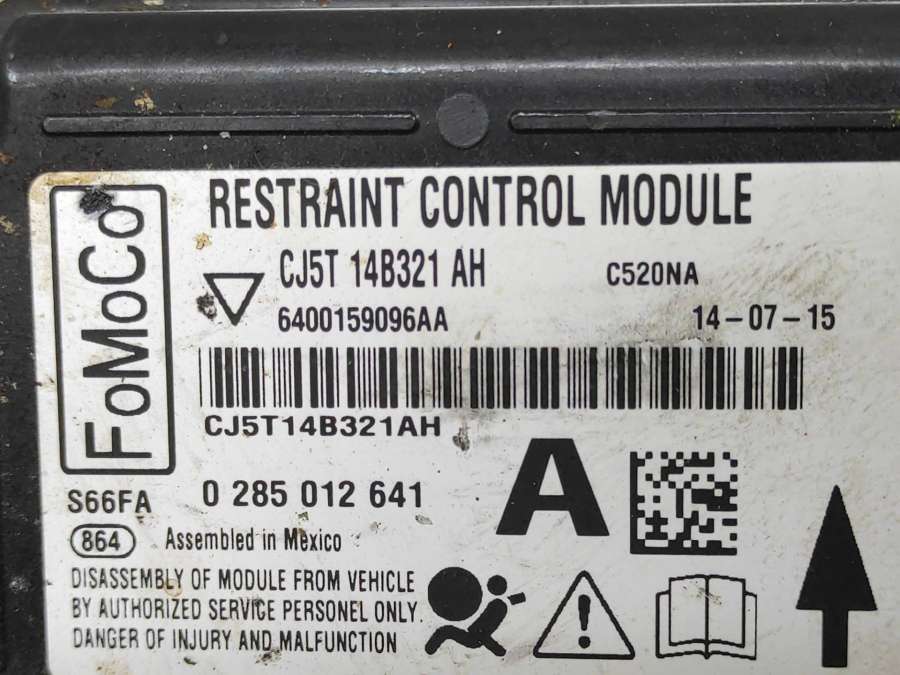 FoMoCo
RESTRAINT CONTROL MODULE
CJ5T 14B321 AH C520NA
6400159096AA 14-07-15
CJ5T14B321AH
S66FA 0 285 012 641 A
864 Assembled in Mexico
DISASSEMBLY OF MODULE FROM VEHICLE
BY AUTHORIZED SERVICE PERSONEL ONLY.
DANGER OF INJURY AND MALFUNCTION